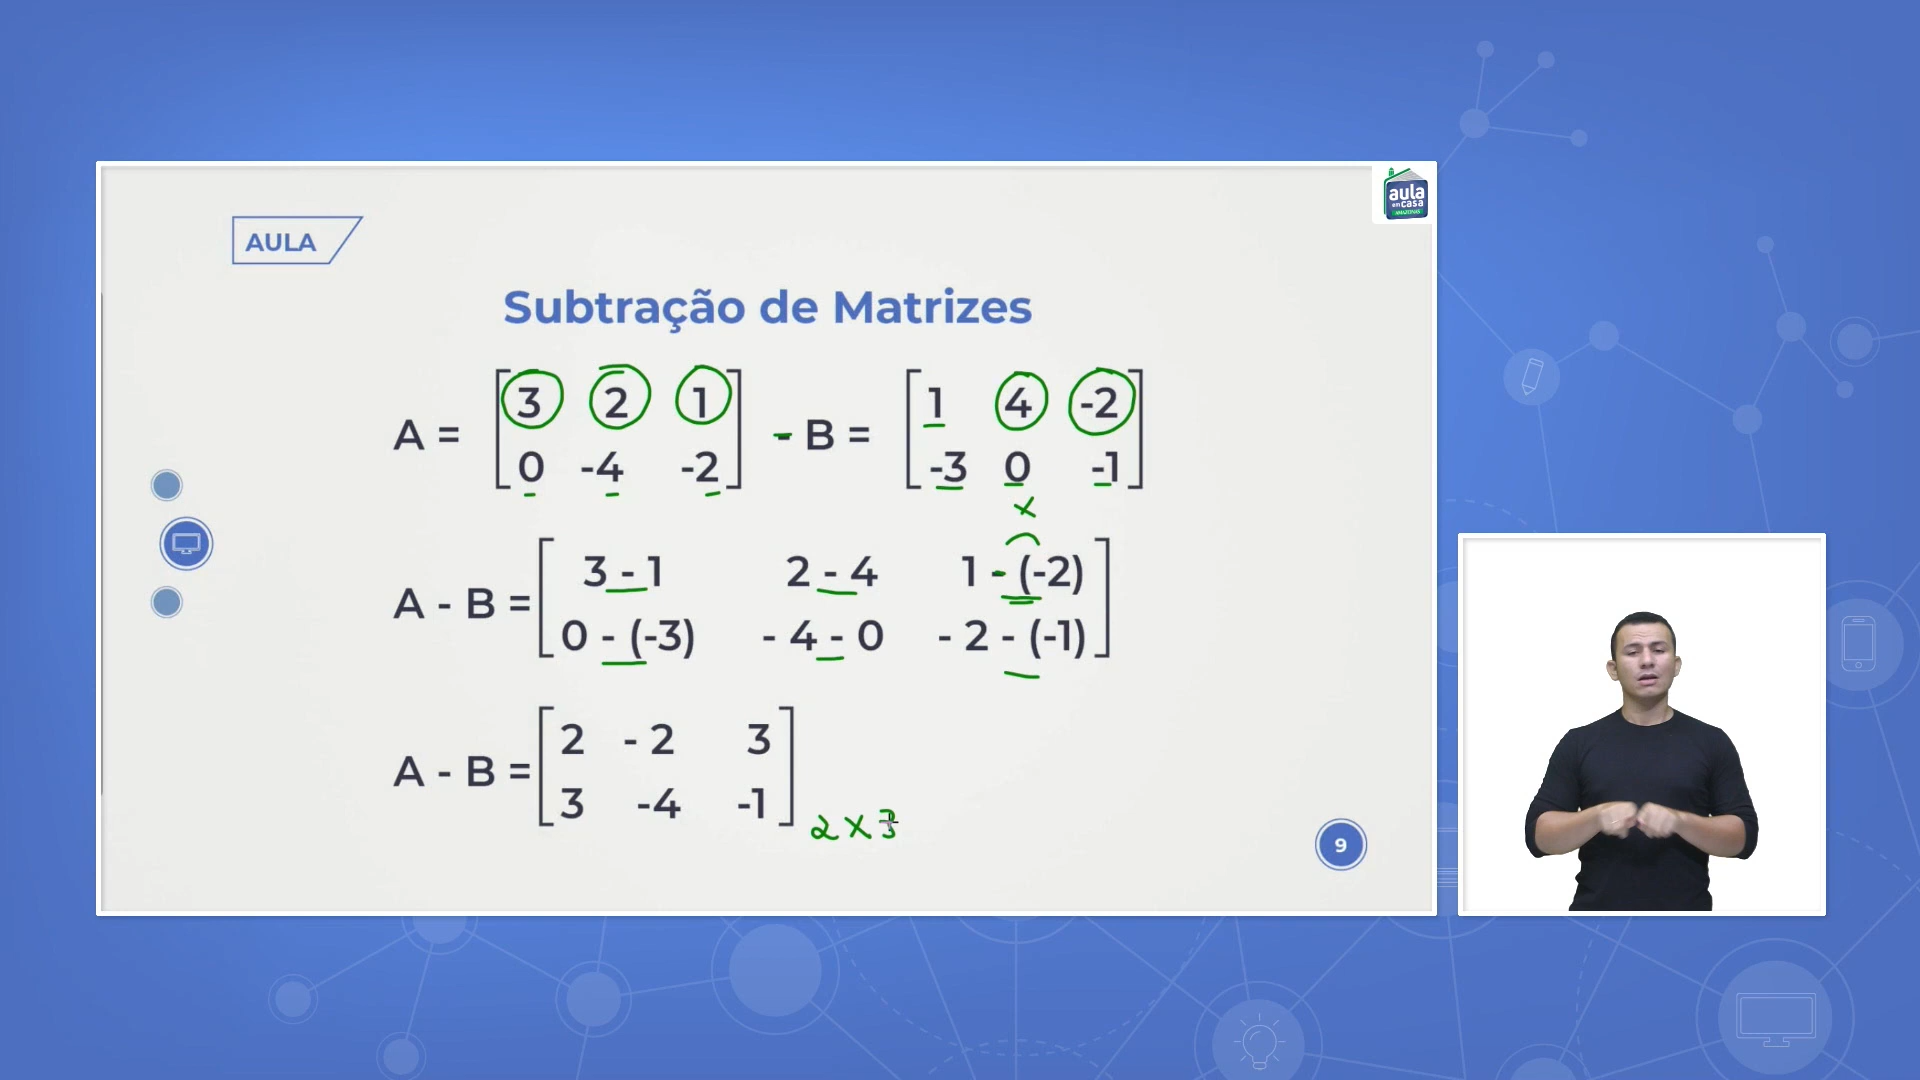 aula
em casa
AMAZONAS
AULA
Subtração de Matrizes
A = [3 2 1] - B = [1 4 -2]
[0 -4 -2] [-3 0 -1]
x
A - B = [3 - 1 2 - 4 1 - (-2)]
[0 - (-3) - 4 - 0 - 2 - (-1)]
A - B = [2 - 2 3]
[3 -4 -1]
2 x 3
9